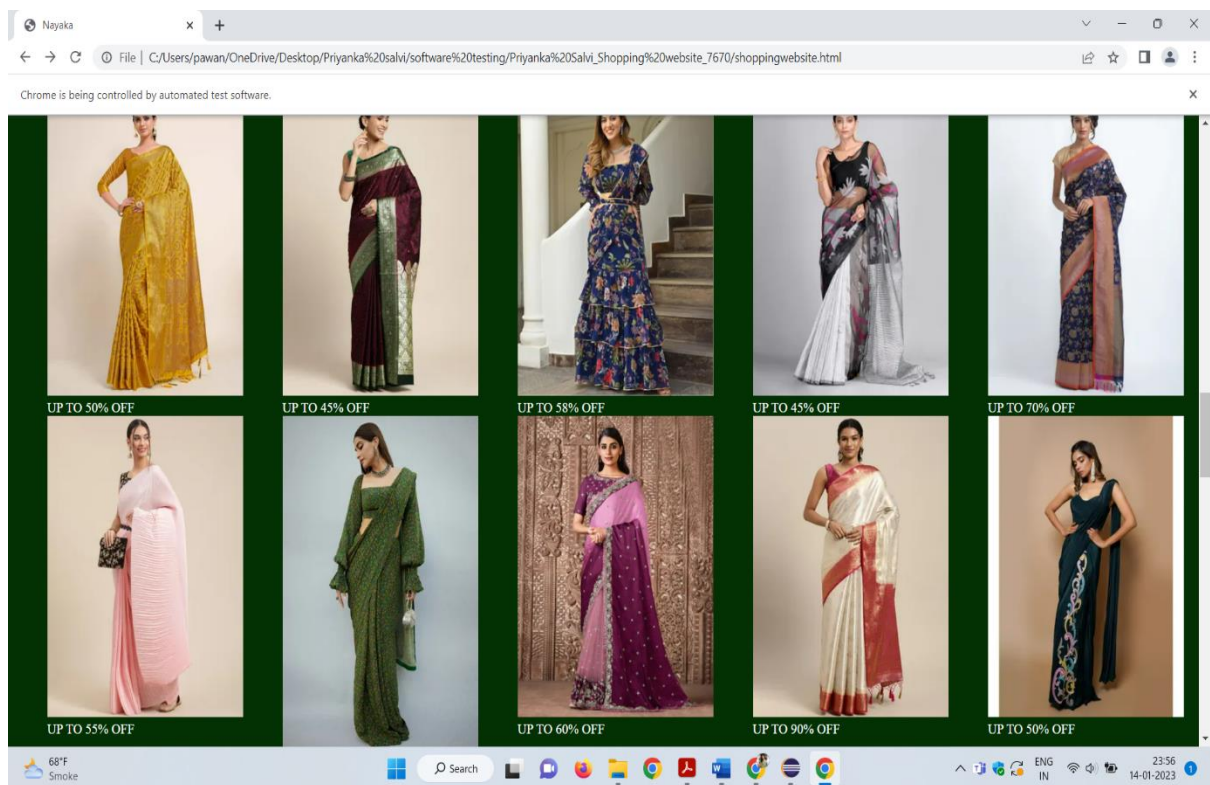 Nayaka
File | C:/Users/pawan/OneDrive/Desktop/Priyanka%20salvi/software%20testing/Priyanka%20Salvi_Shopping%20website_7670/shoppingwebsite.html
Chrome is being controlled by automated test software.
UP TO 50% OFF
UP TO 45% OFF
UP TO 58% OFF
UP TO 45% OFF
UP TO 70% OFF
UP TO 55% OFF
UP TO 60% OFF
UP TO 90% OFF
UP TO 50% OFF
68°F
Smoke
Search
ENG
IN
23:56
14-01-2023
1